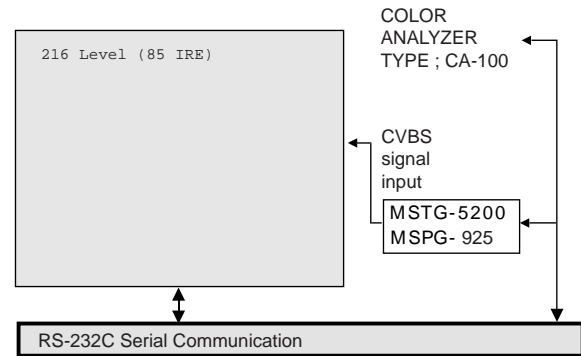 216 Level (85 IRE)
COLOR
ANALYZER
TYPE ; CA-100
CVBS
signal
input
MSTG-5200
MSPG- 925
RS-232C Serial Communication